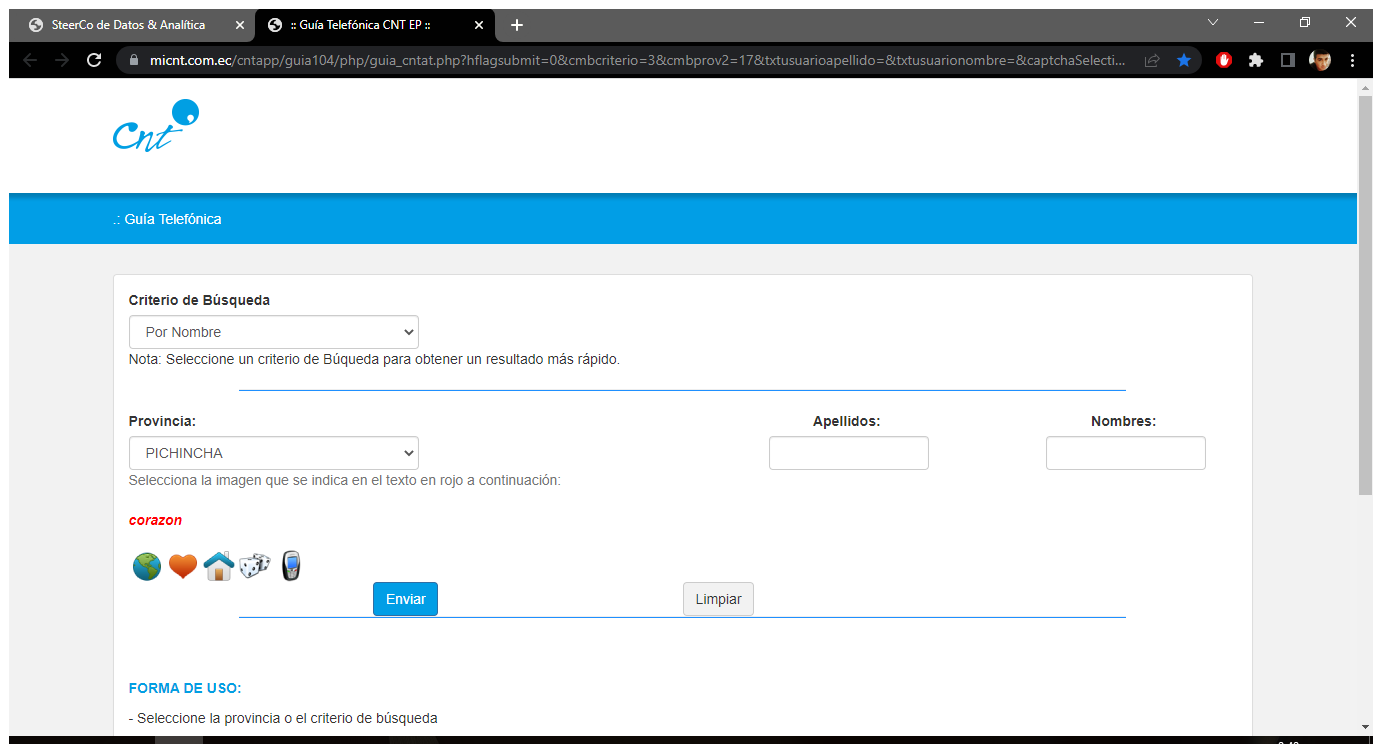 SteerCo de Datos & Analítica
:: Guía Telefónica CNT EP ::
micnt.com.ec/cntapp/guia104/php/guia_cntat.php?hflagsubmit=0&cmbcriterio=3&cmbprov2=17&txtusuarioapellido=&txtusuarionombre=&captchaSelecti...
Cnt
.: Guía Telefónica
Criterio de Búsqueda
Por Nombre
Nota: Seleccione un criterio de Búqueda para obtener un resultado más rápido.
Provincia: Apellidos: Nombres:
PICHINCHA
Selecciona la imagen que se indica en el texto en rojo a continuación:
corazon
Enviar Limpiar
FORMA DE USO:
- Seleccione la provincia o el criterio de búsqueda